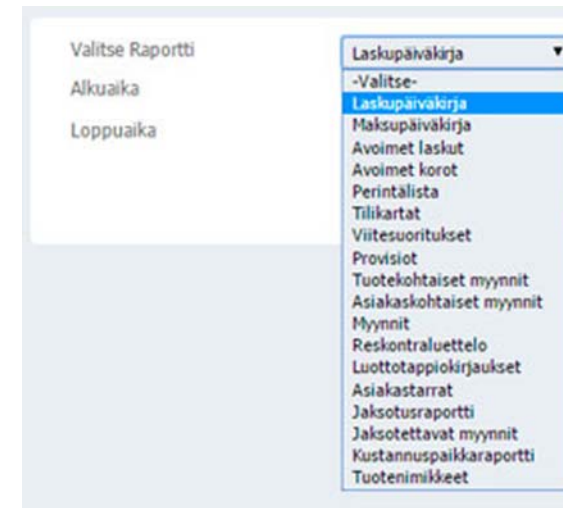 Valitse Raportti
Laskupäiväkirja
Alkuaika
Loppuaika
-Valitse-
Laskupäiväkirja
Maksupäiväkirja
Avoimet laskut
Avoimet korot
Perintälista
Tilikartat
Viitesuoritukset
Provisiot
Tuotekohtaiset myynnit
Asiakaskohtaiset myynnit
Myynnit
Reskontraluettelo
Luottotappiokirjaukset
Asiakastarrat
Jaksotusraportti
Jaksotettavat myynnit
Kustannuspaikkaraportti
Tuotenimikkeet